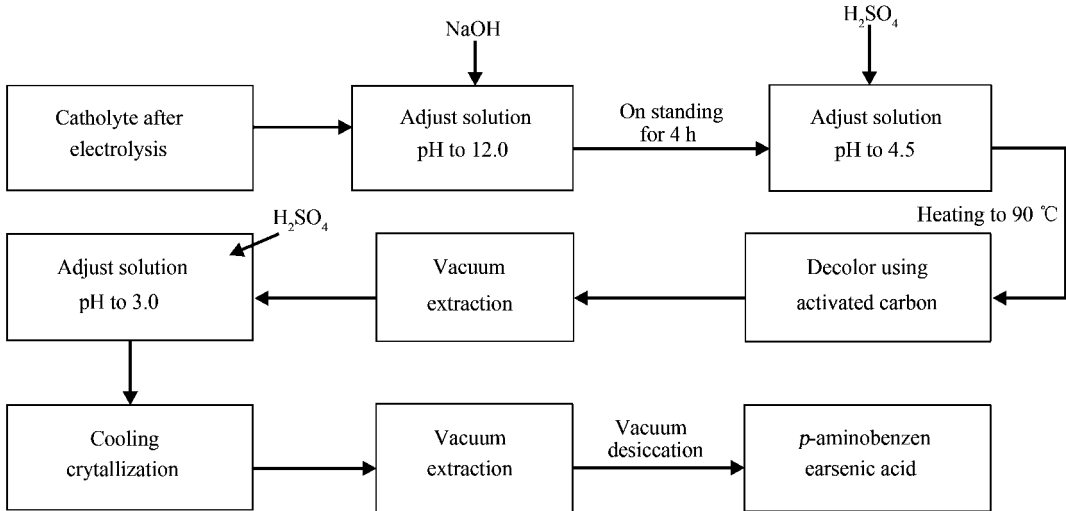 NaOH
H₂SO₄
Catholyte after
electrolysis
Adjust solution
pH to 12.0
On standing
for 4 h
Adjust solution
pH to 4.5
Heating to 90 ℃
Decolor using
activated carbon
Vacuum
extraction
H₂SO₄
Adjust solution
pH to 3.0
Cooling
crytallization
Vacuum
extraction
Vacuum
desiccation
p-aminobenzen
earsenic acid